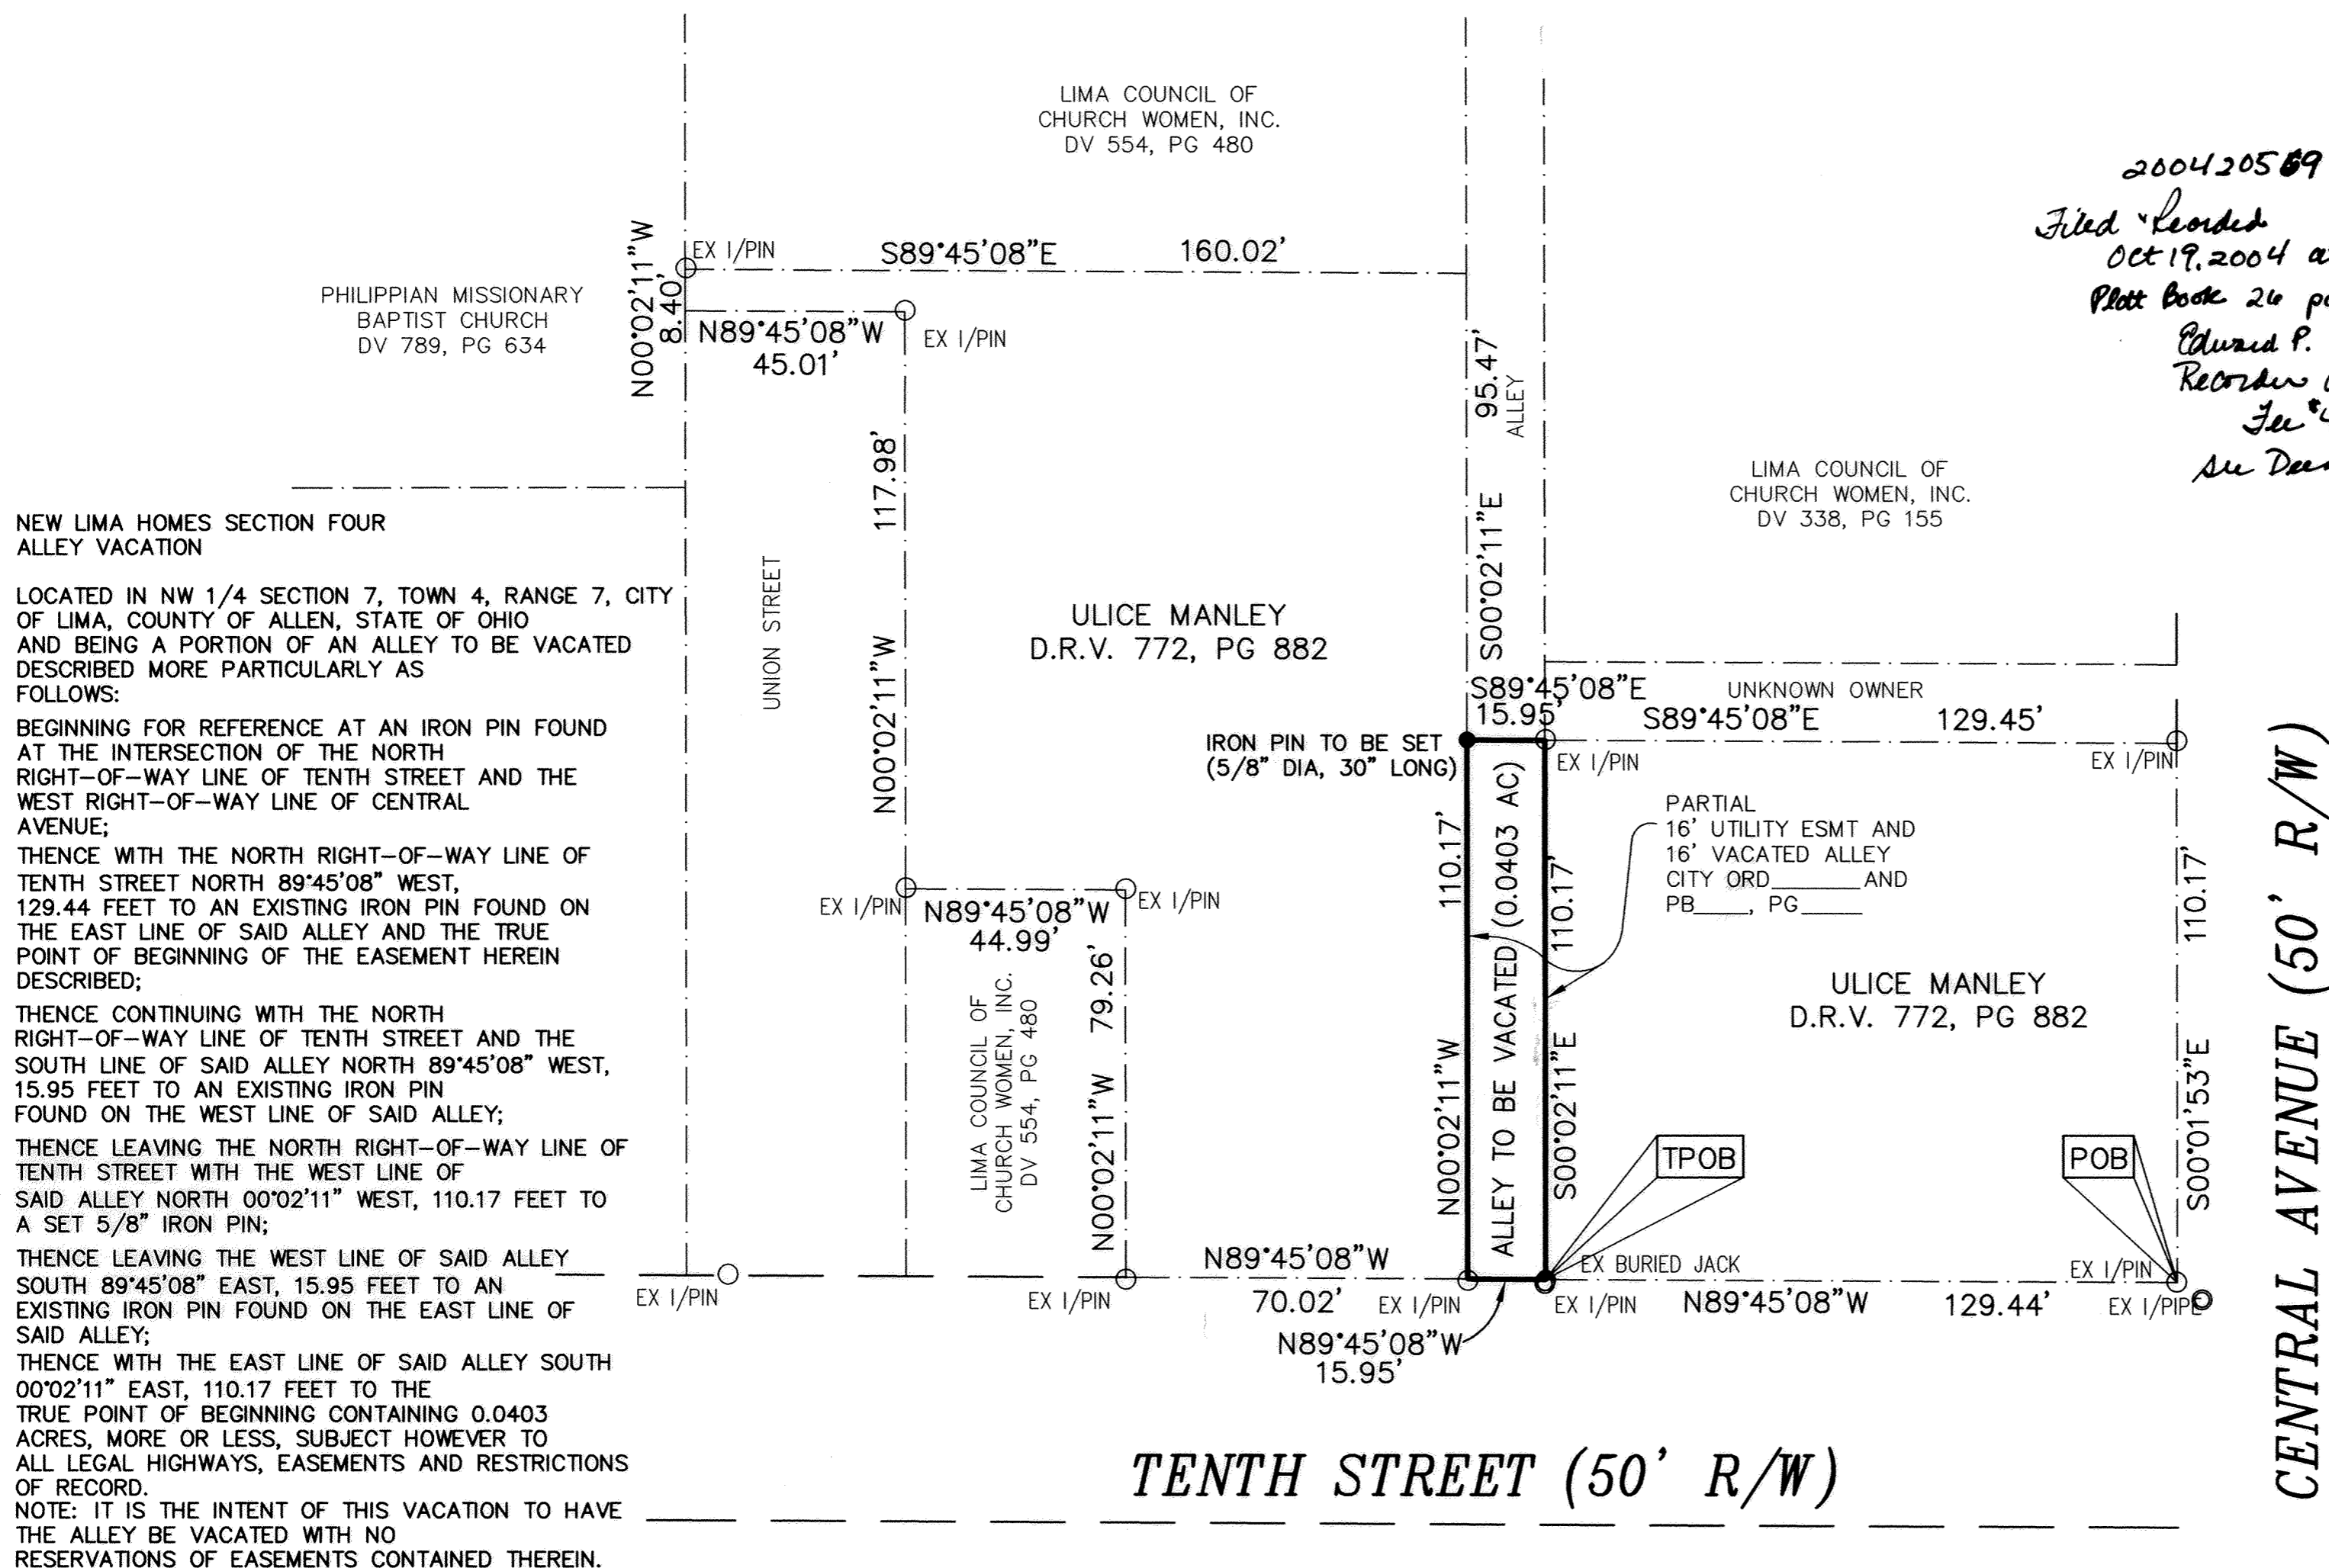 LIMA COUNCIL OF
CHURCH WOMEN, INC.
DV 554, PG 480
Filed
Oct 19, 2004
Book 26
Edward P.
Recorder
Fee
See
N00°02'11"W
8.40'
EX I/PIN
S89°45'08"E 160.02'
PHILIPPIAN MISSIONARY
BAPTIST CHURCH
DV 789, PG 634
N89°45'08"W
45.01'
EX I/PIN
117.98'
N00°02'11"W
UNION STREET
95.47'
ALLEY
S00°02'11"E
LIMA COUNCIL OF
CHURCH WOMEN, INC.
DV 338, PG 155
ULICE MANLEY
D.R.V. 772, PG 882
S89°45'08"E
15.95'
UNKNOWN OWNER
S89°45'08"E 129.45'
IRON PIN TO BE SET
(5/8" DIA, 30" LONG)
EX I/PIN
EX I/PIN
PARTIAL
16' UTILITY ESMT AND
16' VACATED ALLEY
CITY ORD_______AND
PB____, PG_____
110.17'
N00°02'11"W
ALLEY TO BE VACATED (0.0403 AC)
110.17'
S00°02'11"E
110.17'
S00°01'53"E
EX I/PIN
N89°45'08"W
44.99'
EX I/PIN
LIMA COUNCIL OF
CHURCH WOMEN, INC.
DV 554, PG 480
N00°02'11"W 79.26'
ULICE MANLEY
D.R.V. 772, PG 882
TPOB
POB
N89°45'08"W
70.02'
EX BURIED JACK
EX I/PIN
EX I/PIN
EX I/PIN
EX I/PIN
EX I/PIN
N89°45'08"W 129.44'
EX I/PIPE
N89°45'08"W
15.95'
TENTH STREET (50' R/W)
CENTRAL AVENUE (50' R/W)
NEW LIMA HOMES SECTION FOUR
ALLEY VACATION
LOCATED IN NW 1/4 SECTION 7, TOWN 4, RANGE 7, CITY
OF LIMA, COUNTY OF ALLEN, STATE OF OHIO
AND BEING A PORTION OF AN ALLEY TO BE VACATED
DESCRIBED MORE PARTICULARLY AS
FOLLOWS:
BEGINNING FOR REFERENCE AT AN IRON PIN FOUND
AT THE INTERSECTION OF THE NORTH
RIGHT-OF-WAY LINE OF TENTH STREET AND THE
WEST RIGHT-OF-WAY LINE OF CENTRAL
AVENUE;
THENCE WITH THE NORTH RIGHT-OF-WAY LINE OF
TENTH STREET NORTH 89°45'08" WEST,
129.44 FEET TO AN EXISTING IRON PIN FOUND ON
THE EAST LINE OF SAID ALLEY AND THE TRUE
POINT OF BEGINNING OF THE EASEMENT HEREIN
DESCRIBED;
THENCE CONTINUING WITH THE NORTH
RIGHT-OF-WAY LINE OF TENTH STREET AND THE
SOUTH LINE OF SAID ALLEY NORTH 89°45'08" WEST,
15.95 FEET TO AN EXISTING IRON PIN
FOUND ON THE WEST LINE OF SAID ALLEY;
THENCE LEAVING THE NORTH RIGHT-OF-WAY LINE OF
TENTH STREET WITH THE WEST LINE OF
SAID ALLEY NORTH 00°02'11" WEST, 110.17 FEET TO
A SET 5/8" IRON PIN;
THENCE LEAVING THE WEST LINE OF SAID ALLEY
SOUTH 89°45'08" EAST, 15.95 FEET TO AN
EXISTING IRON PIN FOUND ON THE EAST LINE OF
SAID ALLEY;
THENCE WITH THE EAST LINE OF SAID ALLEY SOUTH
00°02'11" EAST, 110.17 FEET TO THE
TRUE POINT OF BEGINNING CONTAINING 0.0403
ACRES, MORE OR LESS, SUBJECT HOWEVER TO
ALL LEGAL HIGHWAYS, EASEMENTS AND RESTRICTIONS
OF RECORD.
NOTE: IT IS THE INTENT OF THIS VACATION TO HAVE
THE ALLEY BE VACATED WITH NO
RESERVATIONS OF EASEMENTS CONTAINED THEREIN.